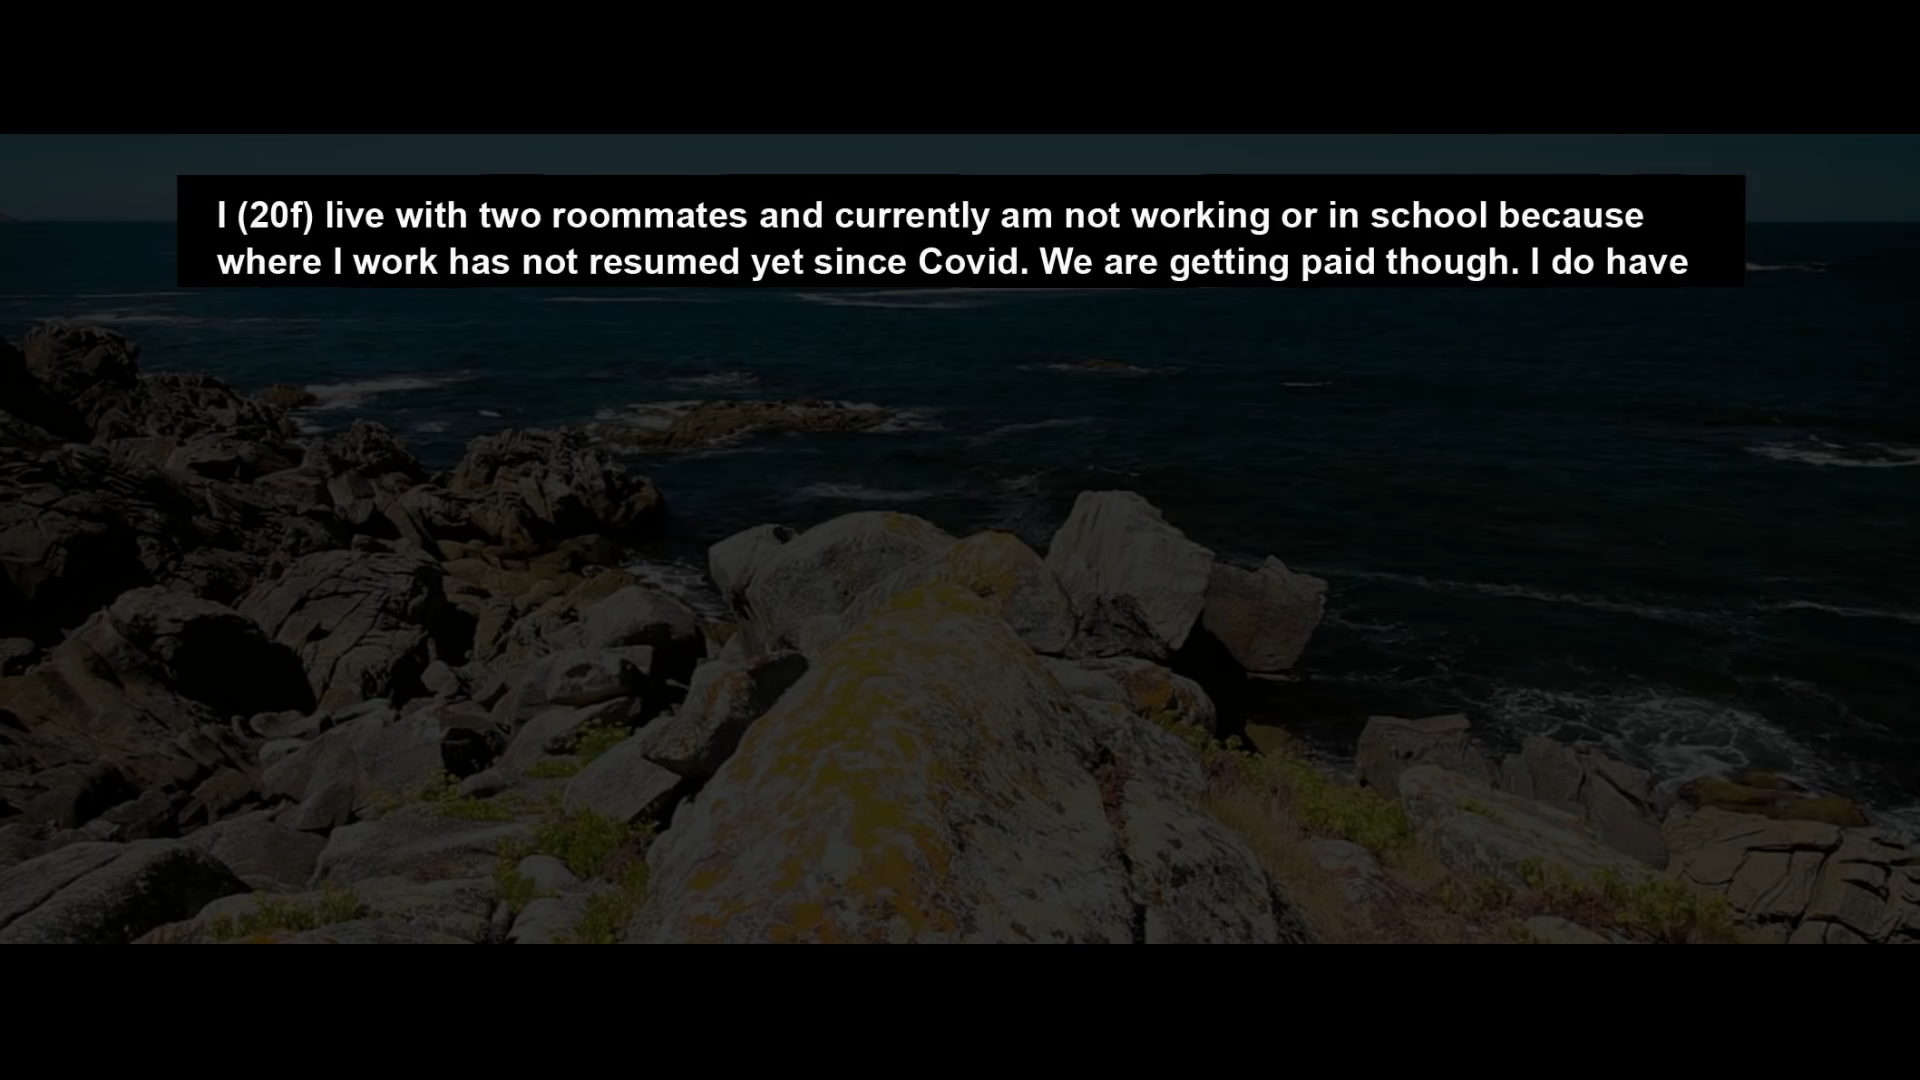 I (20f) live with two roommates and currently am not working or in school because
where I work has not resumed yet since Covid. We are getting paid though. I do have